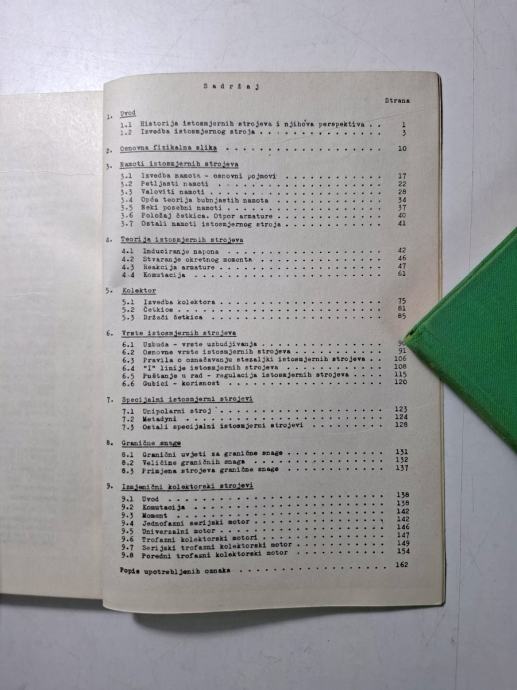 Sadržaj
Strana
1. Uvod
1.1 Historija istosmjernih strojeva i njihova perspektiva . . 1
1.2 Izvedba istosmjernog stroja . . . 3
2. Osnovna fizikalna slika . . . 10
3. Namoti istosmjernih strojeva
3.1 Izvedba namota - osnovni pojmovi . . . 17
3.2 Petljasti namoti . . . 22
3.3 Valoviti namoti . . . 28
3.4 Opća teorija bubnjastih namota . . . 34
3.5 Neki posebni namoti . . . 37
3.6 Položaj četkica. Otpor armature . . . 40
3.7 Ostali namoti istosmjernog stroja . . . 41
4. Teorija istosmjernih strojeva
4.1 Induciranje napona . . . 42
4.2 Stvaranje okretnog momenta . . . 46
4.3 Reakcija armature . . . 47
4.4 Komutacija . . . 61
5. Kolektor
5.1 Izvedba kolektora . . . 75
5.2 Četkice . . . 81
5.3 Držači četkica . . . 85
6. Vrste istosmjernih strojeva
6.1 Uzbuda - vrste uzbudjivanja . . .
6.2 Osnovne vrste istosmjernih strojeva . . . 91
6.3 Pravila o označavanju stezaljki istosmjernih strojeva . . . 106
6.4 "I" linije istosmjernih strojeva . . . 108
6.5 Puštanje u rad - regulacija istosmjernih strojeva . . . 115
6.6 Gubici - korisnost . . . 120
7. Specijalni istosmjerni strojevi
7.1 Unipolarni stroj . . . 123
7.2 Metadyni . . . 124
7.3 Ostali specijalni istosmjerni strojevi . . . 128
8. Granične snage
8.1 Granični uvjeti za granične snage . . . 131
8.2 Veličine graničnih snaga . . . 132
8.3 Primjena strojeva granične snage . . . 137
9. Izmjenični kolektorski strojevi
9.1 Uvod . . . 138
9.2 Komutacija . . . 138
9.3 Moment . . . 142
9.4 Jednofazni serijski motor . . . 142
9.5 Univerzalni motor . . . 146
9.6 Trofazni kolektorski motori . . . 147
9.7 Serijski trofazni kolektorski motor . . . 149
9.8 Poredni trofazni kolektorski motor . . . 154
Popis upotrebljenih oznaka . . . 162